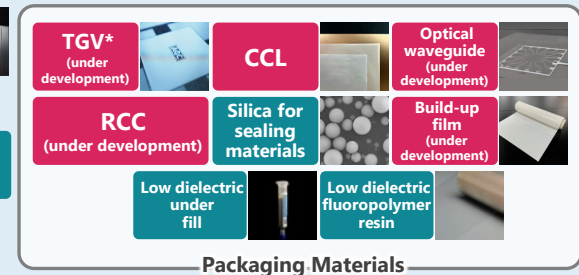 TGV*
(under
development)
CCL
Optical
waveguide
(under
development)
RCC
(under development)
Silica for
sealing
materials
Build-up
film
(under
development)
Low dielectric
under
fill
Low dielectric
fluoropolymer
resin
Packaging Materials